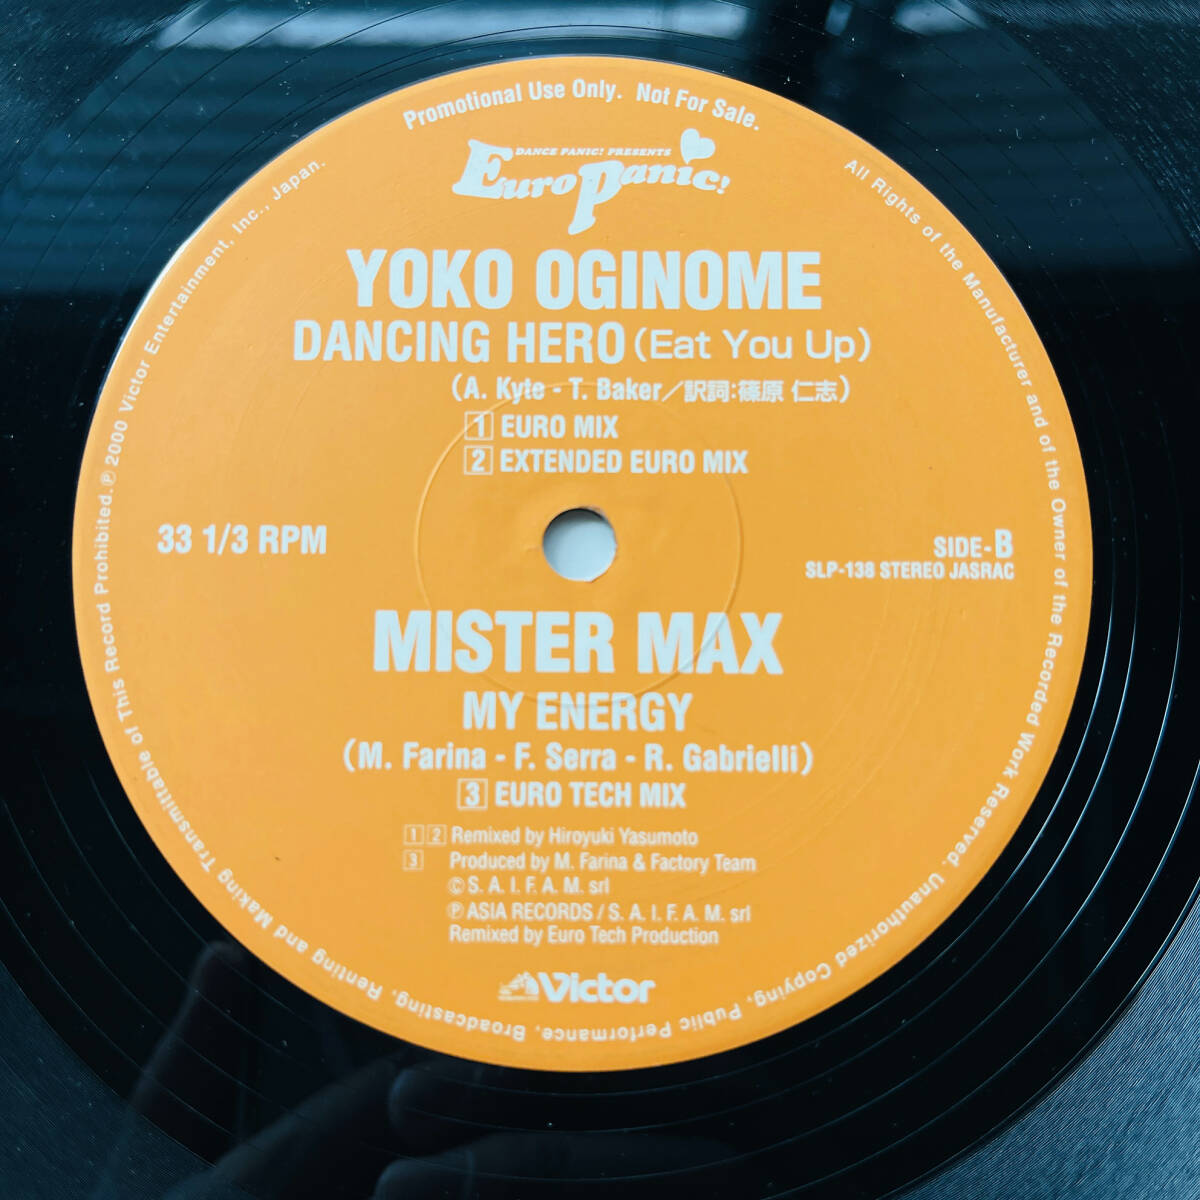 Promotional Use Only. Not For Sale.
DANCE PANIC! PRESENTS
Euro Panic!
YOKO OGINOME
DANCING HERO (Eat You Up)
(A. Kyte - T. Baker/訳詞:篠原 仁志)
1 EURO MIX
2 EXTENDED EURO MIX
33 1/3 RPM
SIDE-B
SLP-138 STEREO JASRAC
MISTER MAX
MY ENERGY
(M. Farina - F. Serra - R. Gabrielli)
3 EURO TECH MIX
1 2 Remixed by Hiroyuki Yasumoto
3 Produced by M. Farina & Factory Team
© S. A. I. F. A. M. srl
℗ ASIA RECORDS / S. A. I. F. A. M. srl
Remixed by Euro Tech Production
Victor
All Rights of the Manufacturer and of the Owner of the Recorded Work Reserved. Unauthorized Copying, Public Performance, Broadcasting, Renting and Making Transmittable of This Record Prohibited. ℗ 2000 Victor Entertainment, Inc., Japan.